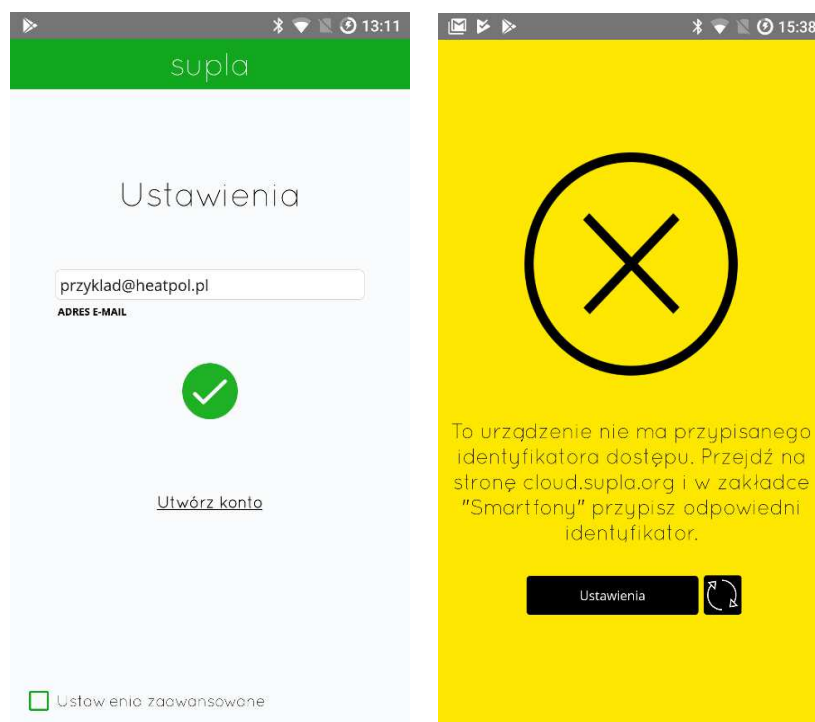 13:11
supla
Ustawienia
przyklad@heatpol.pl
ADRES E-MAIL
Utwórz konto
Ustawienia zaawansowane
15:38
To urządzenie nie ma przypisanego
identyfikatora dostępu. Przejdź na
stronę cloud.supla.org i w zakładce
"Smartfony" przypisz odpowiedni
identyfikator.
Ustawienia